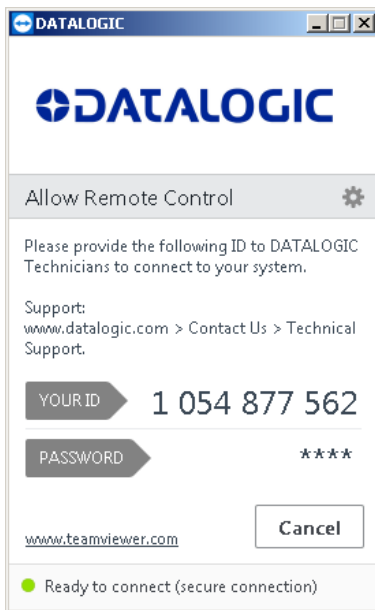 DATALOGIC
DATALOGIC
Allow Remote Control
Please provide the following ID to DATALOGIC
Technicians to connect to your system.
Support:
www.datalogic.com > Contact Us > Technical
Support.
YOUR ID 1 054 877 562
PASSWORD ****
www.teamviewer.com Cancel
Ready to connect (secure connection)